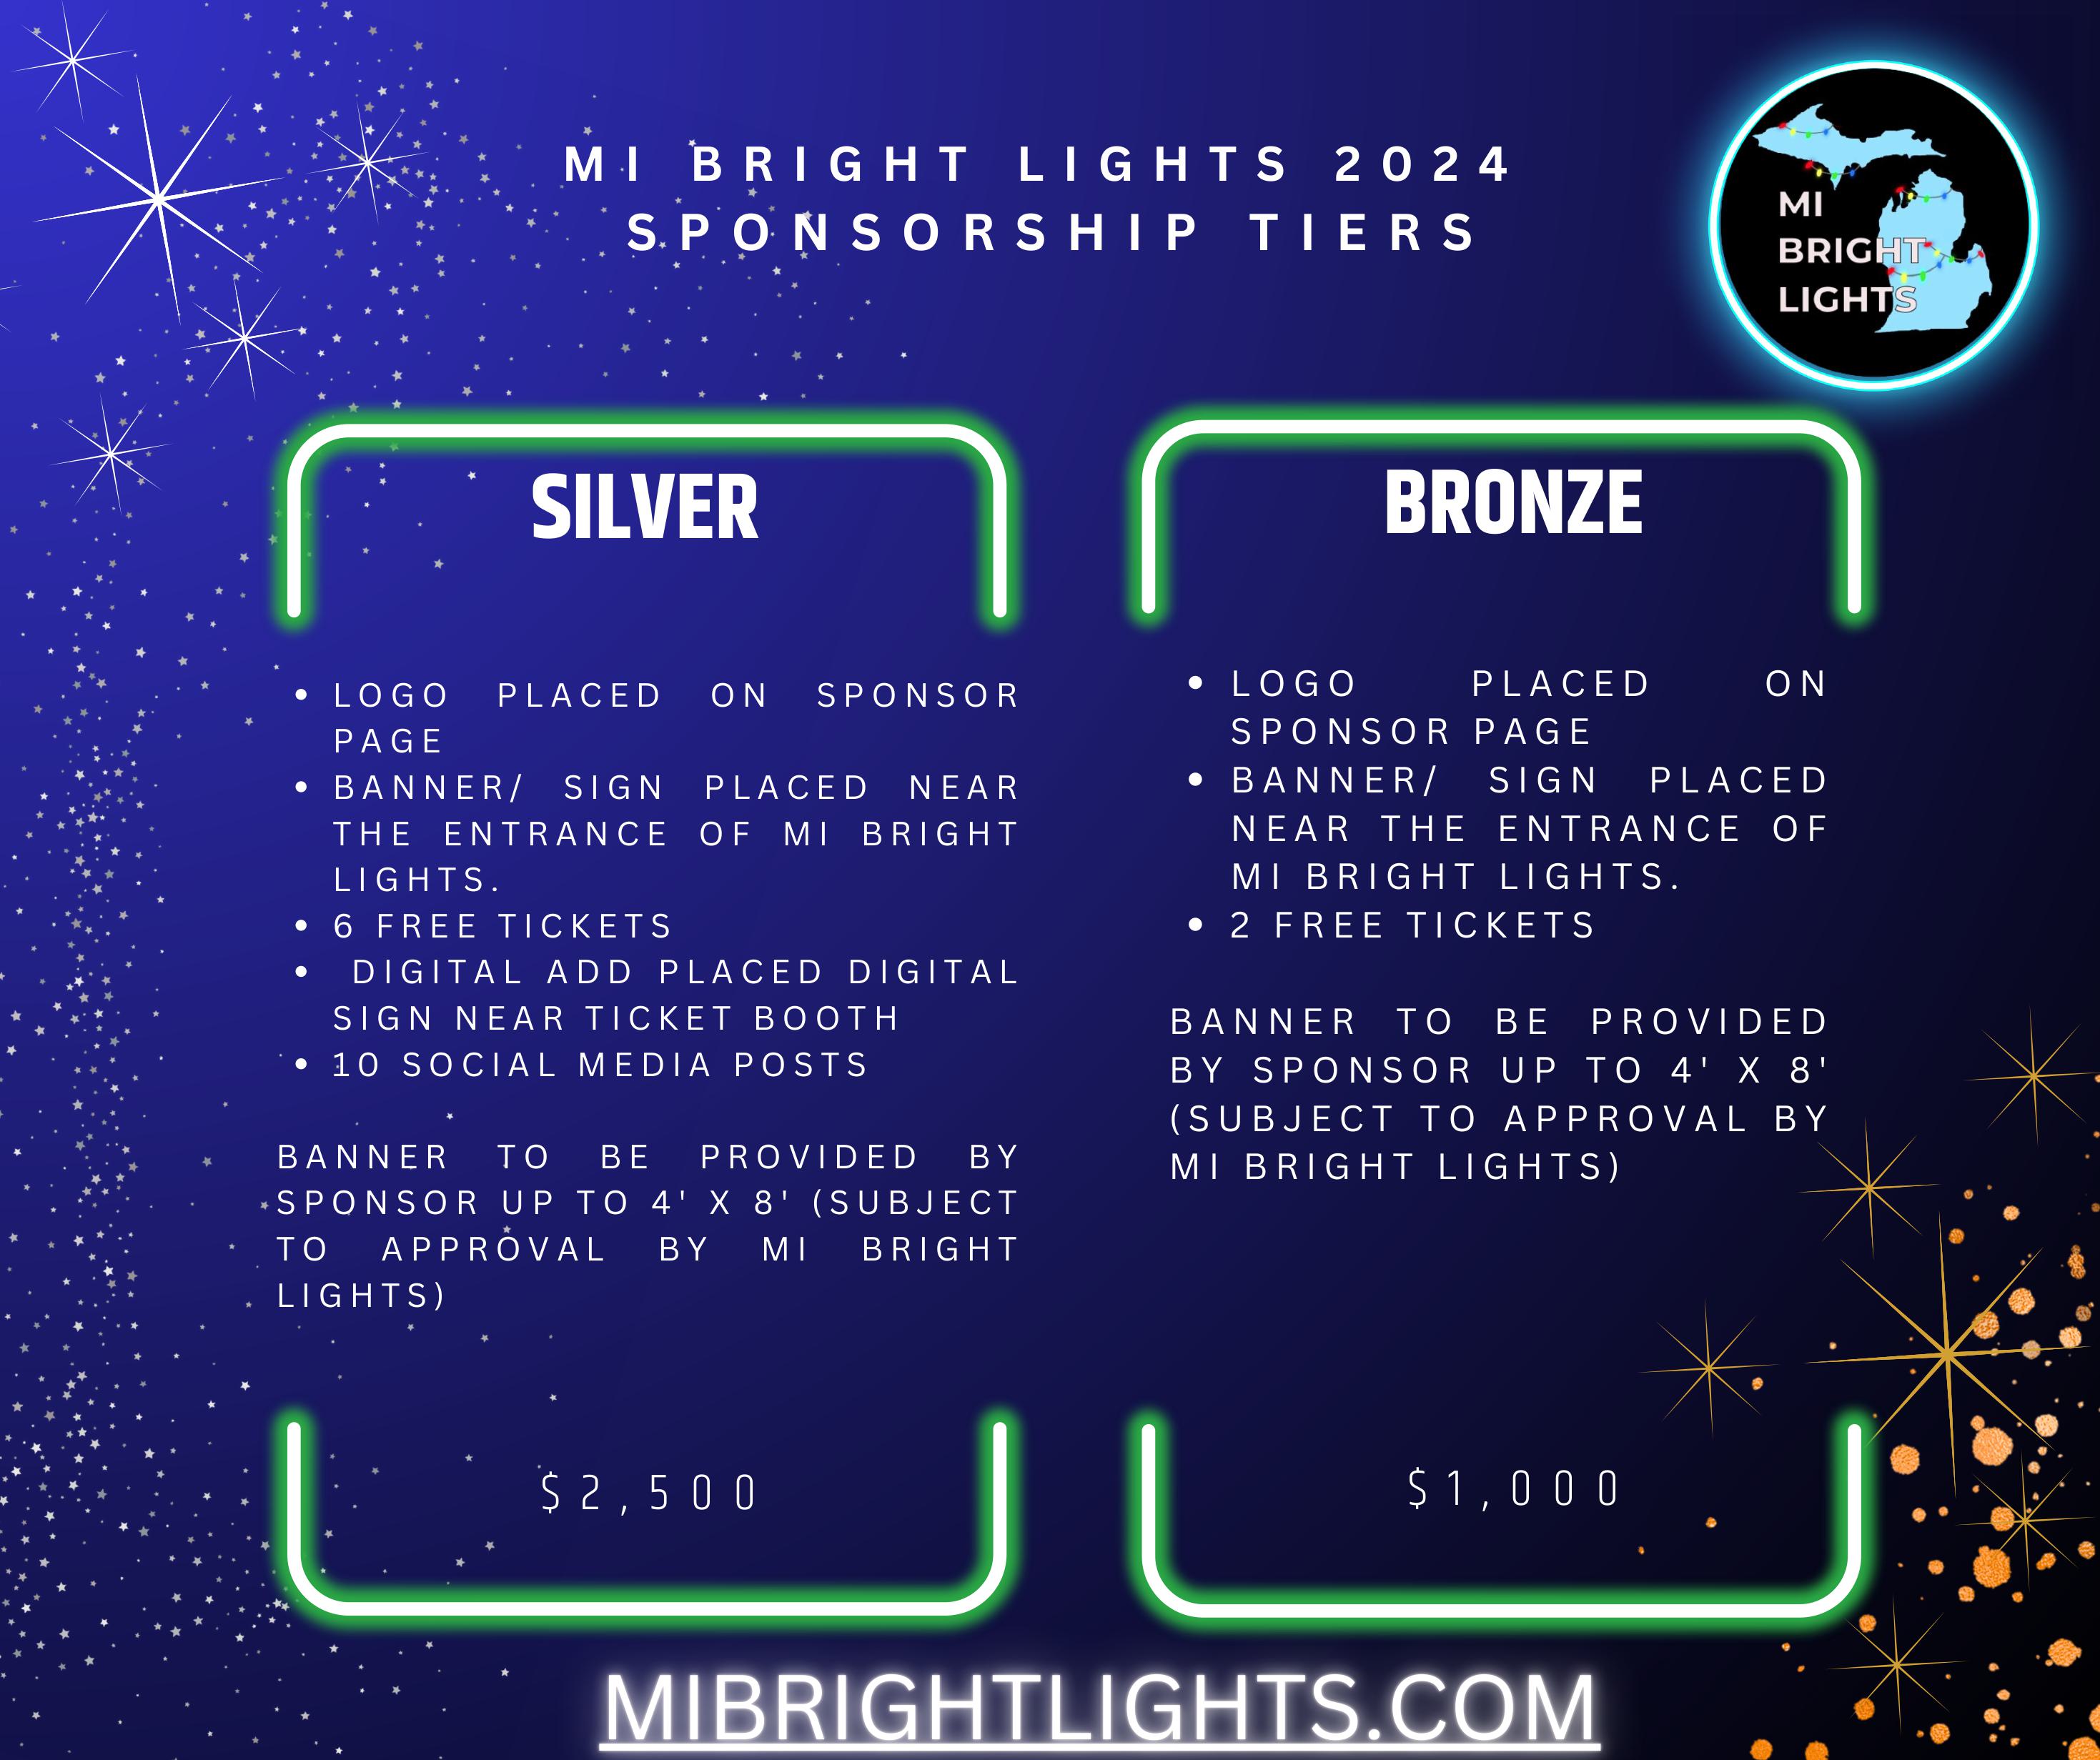 MI BRIGHT LIGHTS 2024
SPONSORSHIP TIERS
MI
BRIGHT
LIGHTS
SILVER
• LOGO PLACED ON SPONSOR
PAGE
• BANNER/ SIGN PLACED NEAR
THE ENTRANCE OF MI BRIGHT
LIGHTS.
• 6 FREE TICKETS
• DIGITAL ADD PLACED DIGITAL
SIGN NEAR TICKET BOOTH
• 10 SOCIAL MEDIA POSTS
BANNER TO BE PROVIDED BY
SPONSOR UP TO 4' X 8' (SUBJECT
TO APPROVAL BY MI BRIGHT
LIGHTS)
$2,500
BRONZE
• LOGO PLACED ON
SPONSOR PAGE
• BANNER/ SIGN PLACED
NEAR THE ENTRANCE OF
MI BRIGHT LIGHTS.
• 2 FREE TICKETS
BANNER TO BE PROVIDED
BY SPONSOR UP TO 4' X 8'
(SUBJECT TO APPROVAL BY
MI BRIGHT LIGHTS)
$1,000
MIBRIGHTLIGHTS.COM